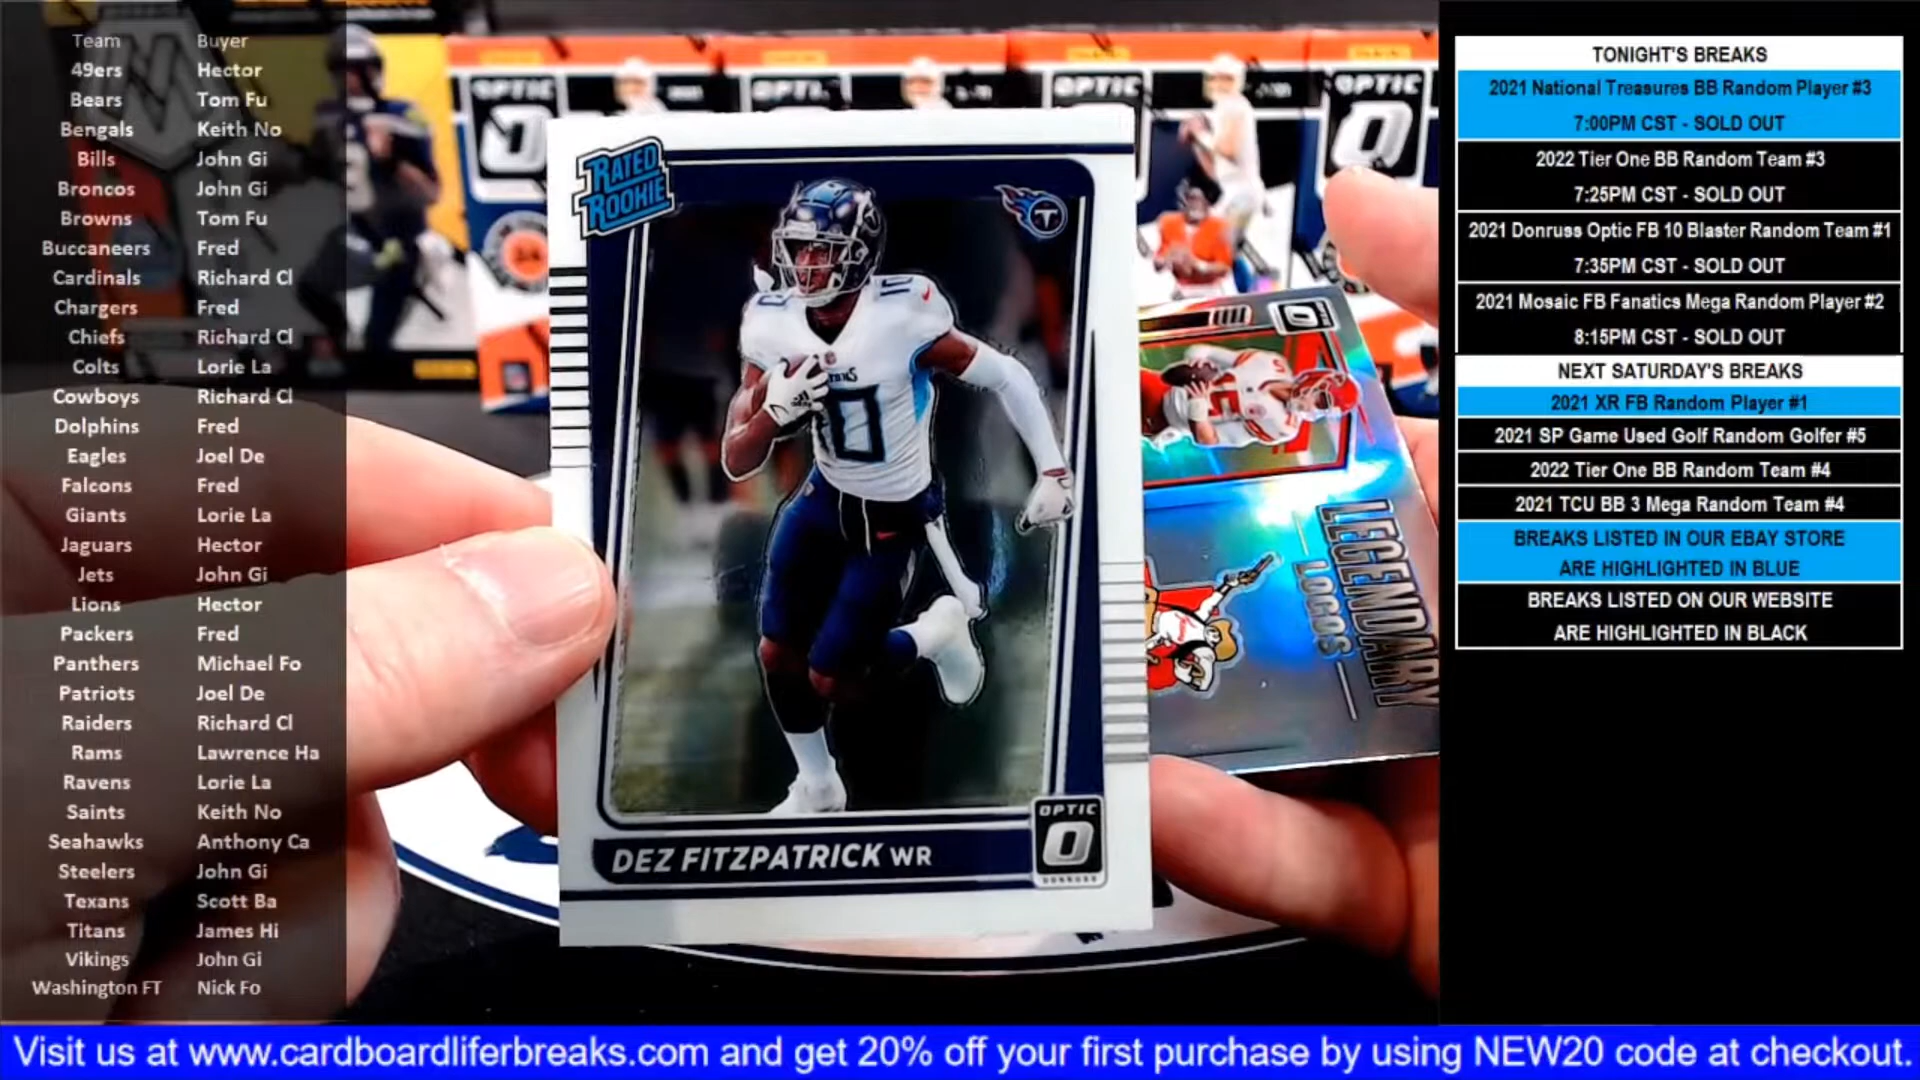 Team Buyer
49ers Hector
Bears Tom Fu
Bengals Keith No
Bills John Gi
Broncos John Gi
Browns Tom Fu
Buccaneers Fred
Cardinals Richard Cl
Chargers Fred
Chiefs Richard Cl
Colts Lorie La
Cowboys Richard Cl
Dolphins Fred
Eagles Joel De
Falcons Fred
Giants Lorie La
Jaguars Hector
Jets John Gi
Lions Hector
Packers Fred
Panthers Michael Fo
Patriots Joel De
Raiders Richard Cl
Rams Lawrence Ha
Ravens Lorie La
Saints Keith No
Seahawks Anthony Ca
Steelers John Gi
Texans Scott Ba
Titans James Hi
Vikings John Gi
Washington FT Nick Fo
OPTIC
OPTIC
OPTIC
RATED
ROOKIE
T
10
10
DEZ FITZPATRICK WR
OPTIC
O
DONRUSS
15
LEGENDARY
LOGOS
TONIGHT'S BREAKS
2021 National Treasures BB Random Player #3
7:00PM CST - SOLD OUT
2022 Tier One BB Random Team #3
7:25PM CST - SOLD OUT
2021 Donruss Optic FB 10 Blaster Random Team #1
7:35PM CST - SOLD OUT
2021 Mosaic FB Fanatics Mega Random Player #2
8:15PM CST - SOLD OUT
NEXT SATURDAY'S BREAKS
2021 XR FB Random Player #1
2021 SP Game Used Golf Random Golfer #5
2022 Tier One BB Random Team #4
2021 TCU BB 3 Mega Random Team #4
BREAKS LISTED IN OUR EBAY STORE
ARE HIGHLIGHTED IN BLUE
BREAKS LISTED ON OUR WEBSITE
ARE HIGHLIGHTED IN BLACK
Visit us at www.cardboardliferbreaks.com and get 20% off your first purchase by using NEW20 code at checkout.